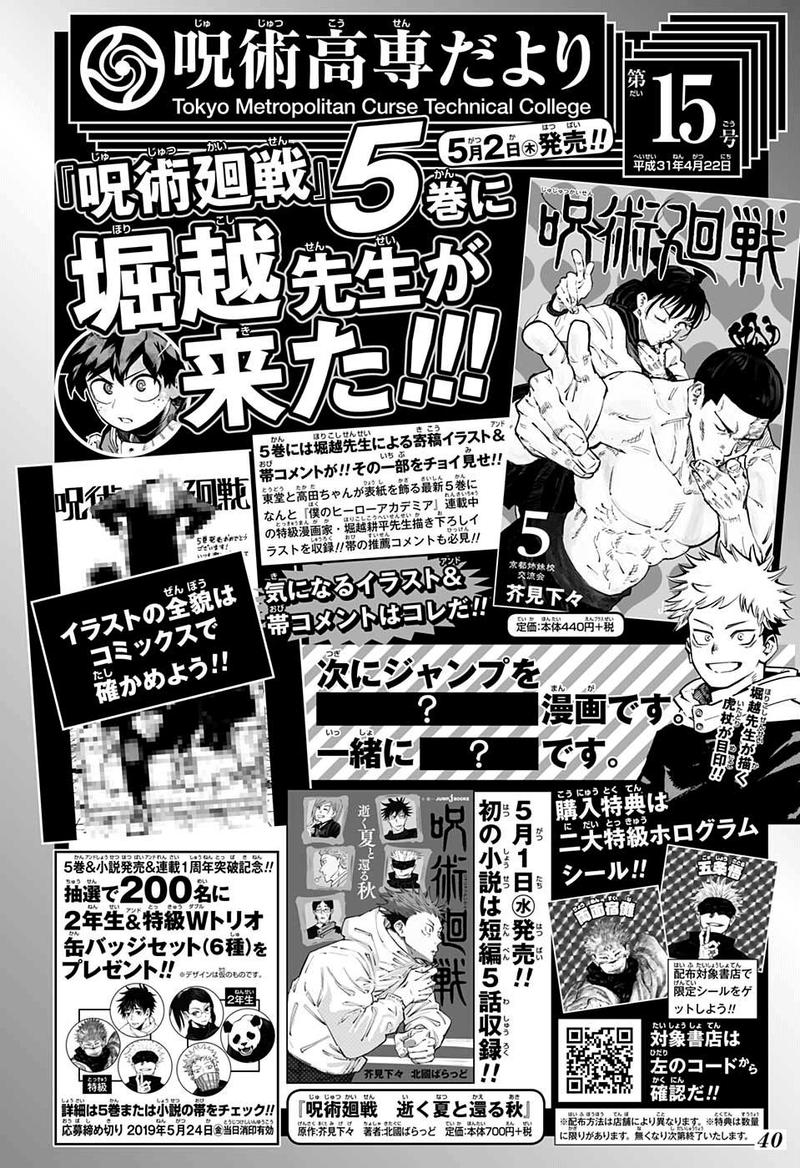 呪術高専だより
Tokyo Metropolitan Curse Technical College
第15号
平成31年4月22日
5月2日㊍発売!!
『呪術廻戦』5巻に
堀越先生が
来た!!!
呪術廻戦
5
京都姉妹校
交流会
芥見下々
定価:本体440円+税
5巻には堀越先生による寄稿イラスト&
帯コメントが!!その一部をチョイ見せ!!
東堂と高田ちゃんが表紙を飾る最新5巻に
なんと『僕のヒーローアカデミア』連載中
の特級漫画家・堀越耕平先生描き下ろしイ
ラストを収録!!帯の推薦コメントも必見!!
呪術廻戦
イラストの全貌は
コミックスで
確かめよう!!
気になるイラスト&
帯コメントはコレだ!!
次にジャンプを
?漫画です。
一緒に?です。
堀越先生が描く
虎杖が目印!!
5巻&小説発売&連載1周年突破記念!!
抽選で200名に
2年生&特級Wトリオ
缶バッジセット(6種)を
プレゼント!!
※デザインは仮のものです。
2年生
特級
詳細は5巻または小説の帯をチェック!!
応募締め切り 2019年5月24日㊎当日消印有効
JUMP J BOOKS
呪術廻戦
逝く夏と還る秋
芥見下々 北國ばらっど
5月1日㊌発売!!
初の小説は短編5話収録!!
『呪術廻戦 逝く夏と還る秋』
原作:芥見下々 著者:北國ばらっど 定価:本体700円+税
購入特典は
二大特級ホログラム
シール!!
両面宿儺
五条悟
配布対象書店で
限定シールをゲ
ットしよう!!
対象書店は
左のコードから
確認だ!!
※配布方法は店舗により異なります。※特典は数量
に限りがあります。無くなり次第終了いたします。
40